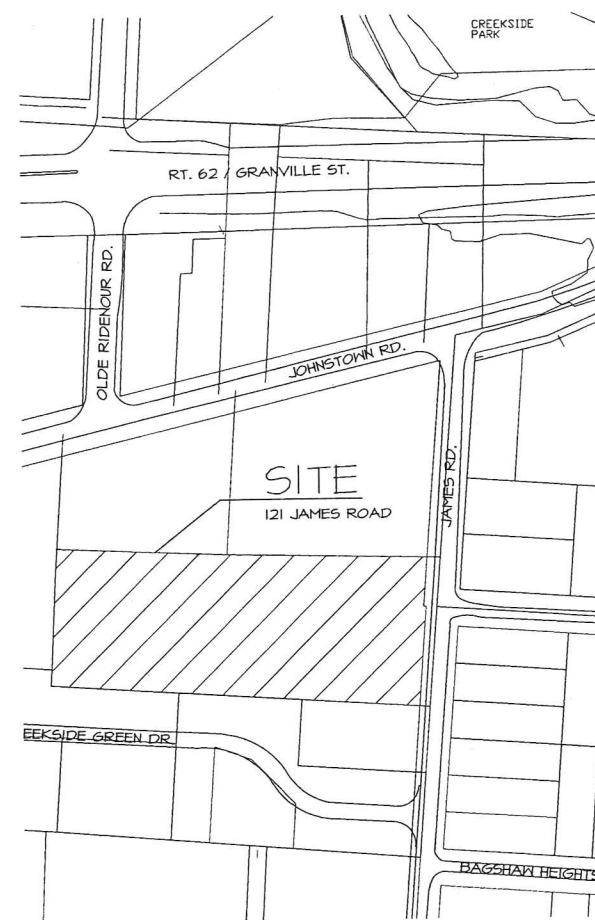 CREEKSIDE
PARK
RT. 62 / GRANVILLE ST.
OLDE RIDENOUR RD.
JOHNSTOWN RD.
JAMES RD.
SITE
121 JAMES ROAD
EEKSIDE GREEN DR
BAGSHAW HEIGHTS